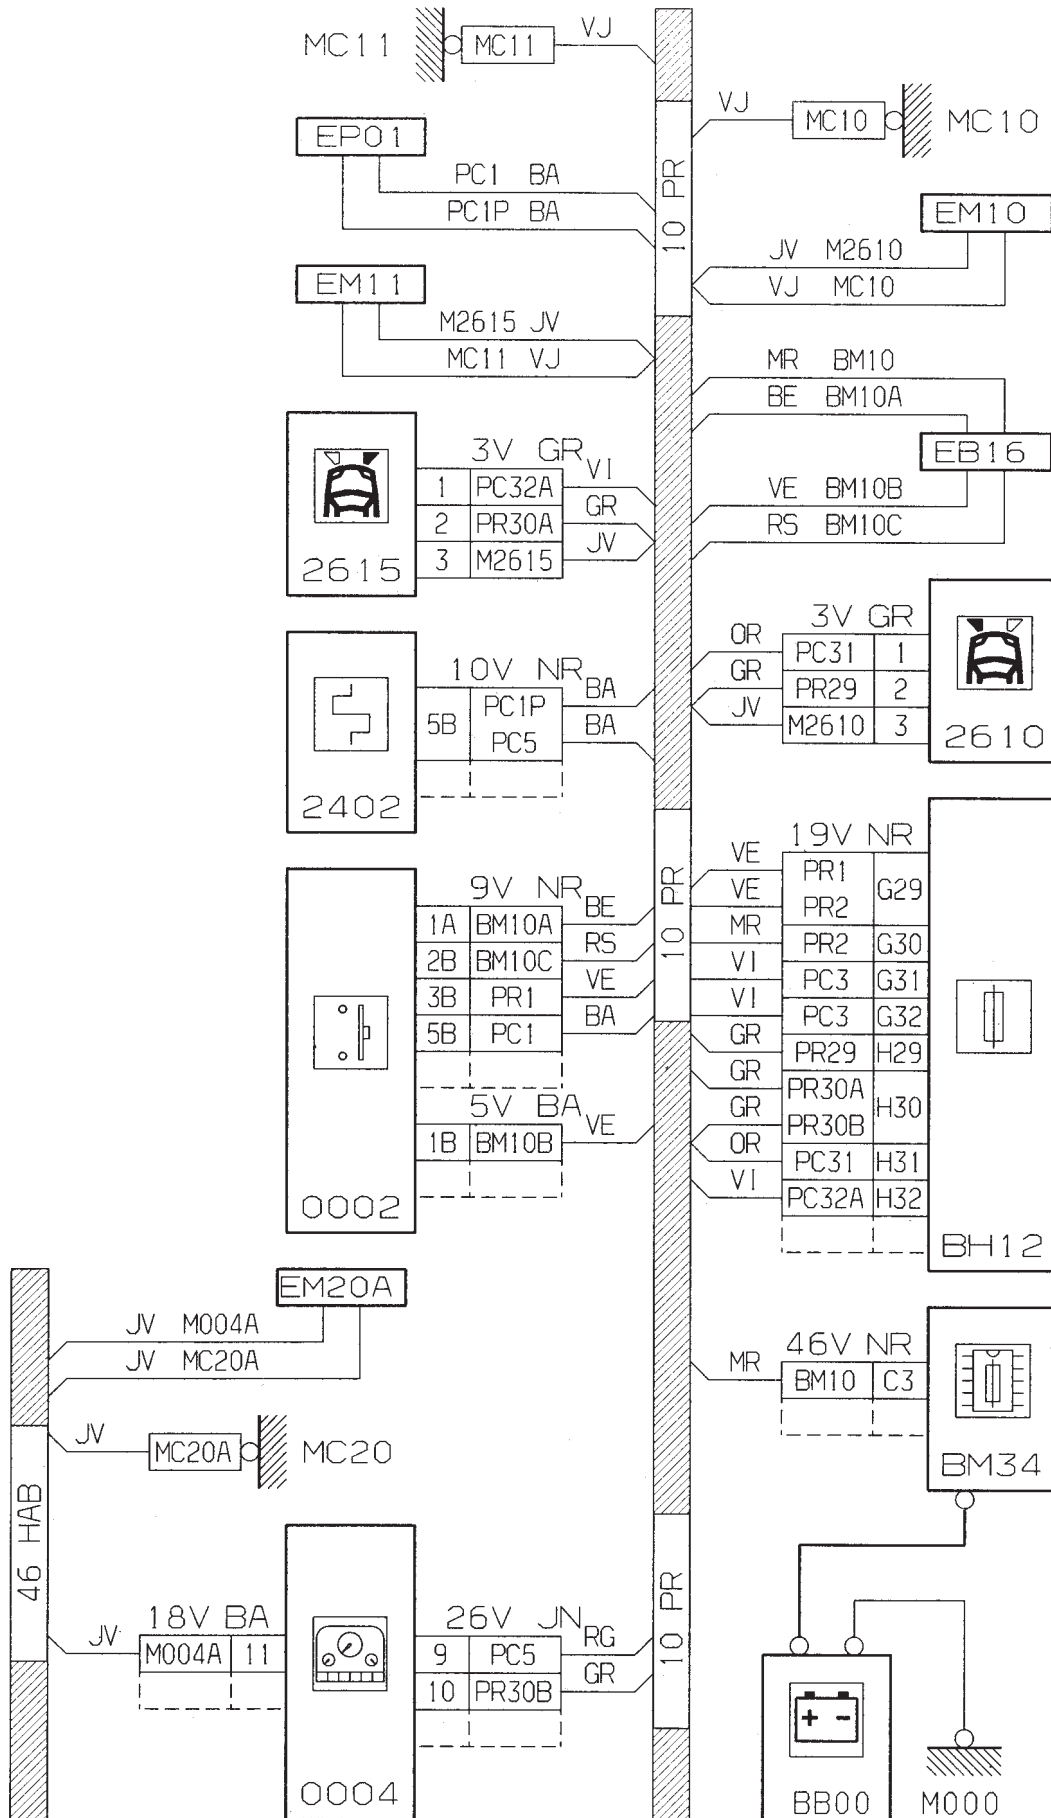 MC11 MC11 VJ
VJ MC10 MC10
EP01
PC1 BA
PC1P BA
10 PR
EM10
JV M2610
VJ MC10
EM11
M2615 JV
MC11 VJ
MR BM10
BE BM10A
EB16
VE BM10B
RS BM10C
3V GR
1 PC32A VI
2 PR30A GR
3 M2615 JV
2615
3V GR
OR PC31 1
GR PR29 2
JV M2610 3
2610
10V NR
5B PC1P BA
PC5 BA
2402
10 PR
19V NR
VE PR1 G29
VE PR2
MR PR2 G30
VI PC3 G31
VI PC3 G32
GR PR29 H29
GR PR30A H30
GR PR30B
OR PC31 H31
VI PC32A H32
BH12
9V NR
1A BM10A BE
2B BM10C RS
3B PR1 VE
5B PC1 BA
5V BA
1B BM10B VE
0002
EM20A
JV M004A
JV MC20A
JV MC20A MC20
46 HAB
46V NR
MR BM10 C3
BM34
18V BA
JV M004A 11
26V JN
9 PC5 RG
10 PR30B GR
0004
10 PR
+ -
BB00
M000